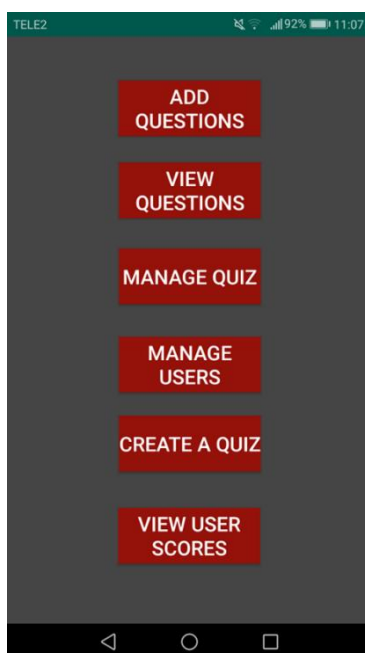 TELE2 92% 11:07
ADD
QUESTIONS
VIEW
QUESTIONS
MANAGE QUIZ
MANAGE
USERS
CREATE A QUIZ
VIEW USER
SCORES